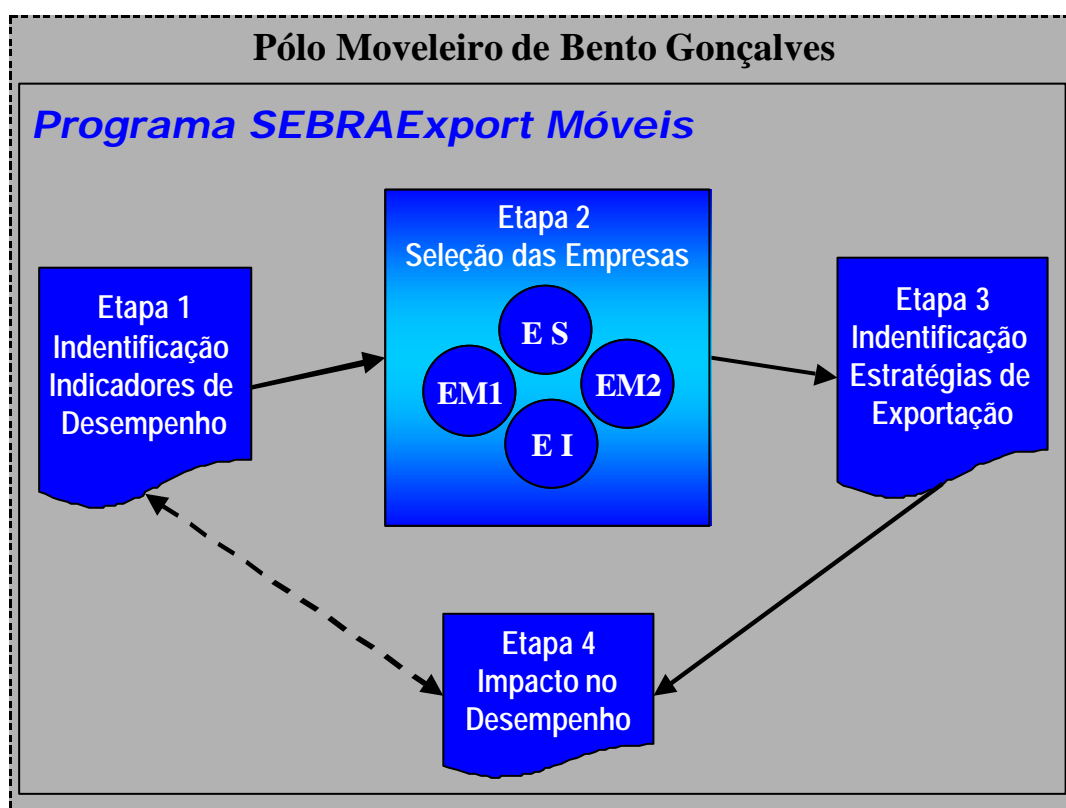 Pólo Moveleiro de Bento Gonçalves
Programa SEBRAExport Móveis
Etapa 1
Indentificação
Indicadores de
Desempenho
Etapa 2
Seleção das Empresas
E S
EM1
EM2
E I
Etapa 3
Indentificação
Estratégias de
Exportação
Etapa 4
Impacto no
Desempenho